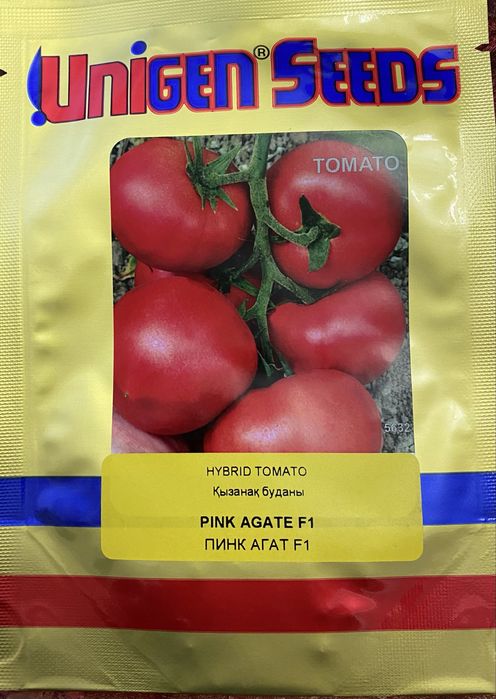 UniGEN® SEEDS
TOMATO
5632
HYBRID TOMATO
Қызанақ буданы
PINK AGATE F1
ПИНК АГАТ F1